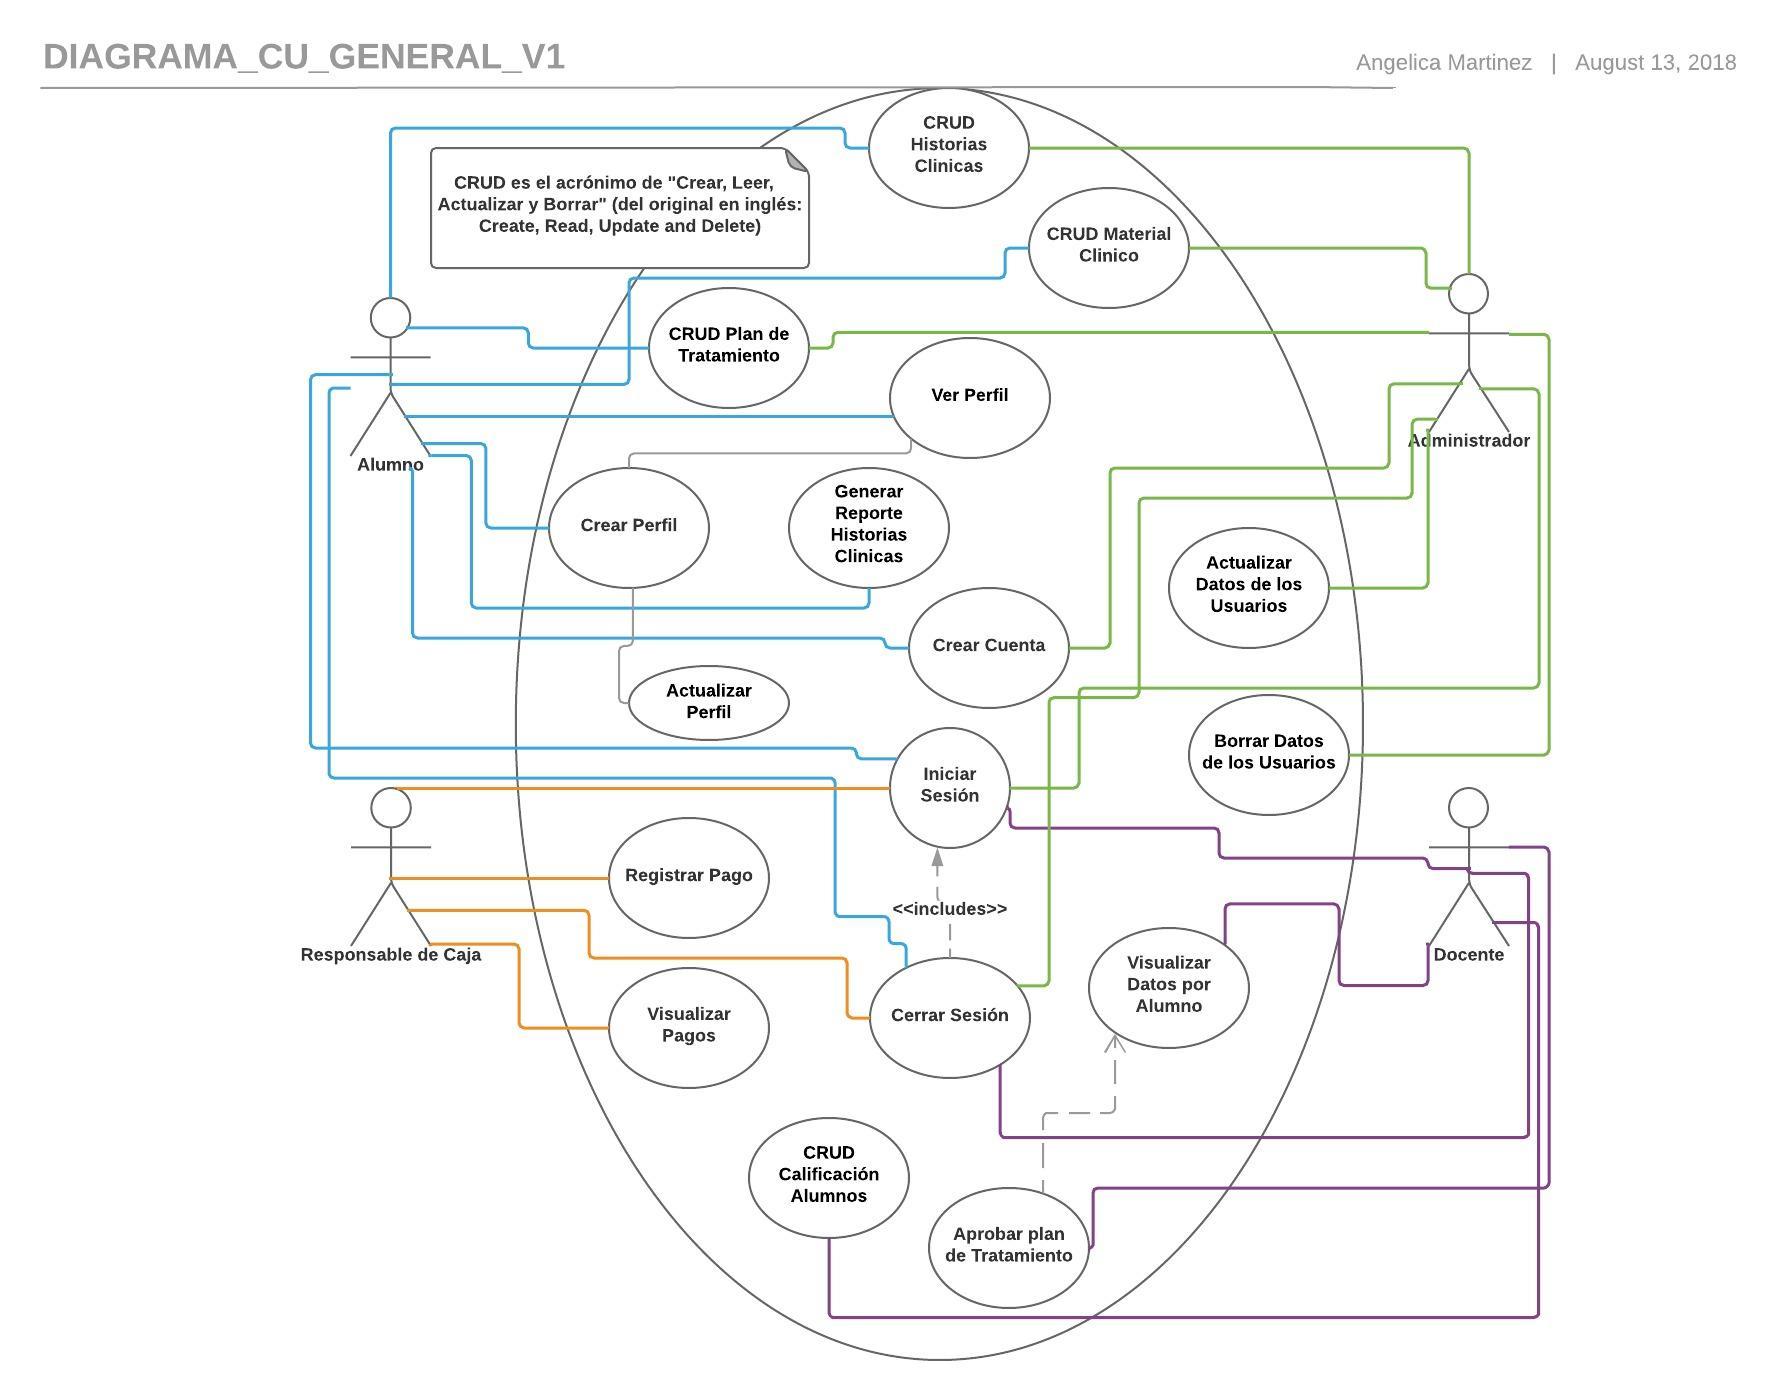 DIAGRAMA_CU_GENERAL_V1
Angelica Martinez | August 13, 2018
CRUD
Historias
Clinicas
CRUD es el acrónimo de "Crear, Leer,
Actualizar y Borrar" (del original en inglés:
Create, Read, Update and Delete)
CRUD Material
Clinico
CRUD Plan de
Tratamiento
Ver Perfil
Administrador
Alumno
Generar
Reporte
Historias
Clinicas
Crear Perfil
Actualizar
Datos de los
Usuarios
Crear Cuenta
Actualizar
Perfil
Borrar Datos
de los Usuarios
Iniciar
Sesión
Registrar Pago
<<includes>>
Responsable de Caja
Docente
Visualizar
Datos por
Alumno
Visualizar
Pagos
Cerrar Sesión
CRUD
Calificación
Alumnos
Aprobar plan
de Tratamiento